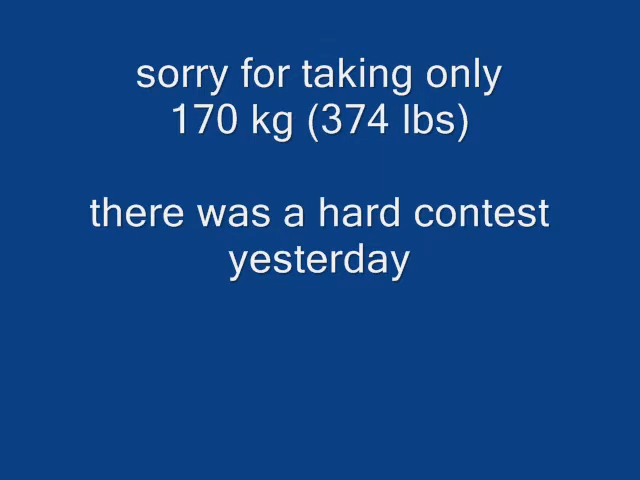 sorry for taking only
170 kg (374 lbs)
there was a hard contest
yesterday